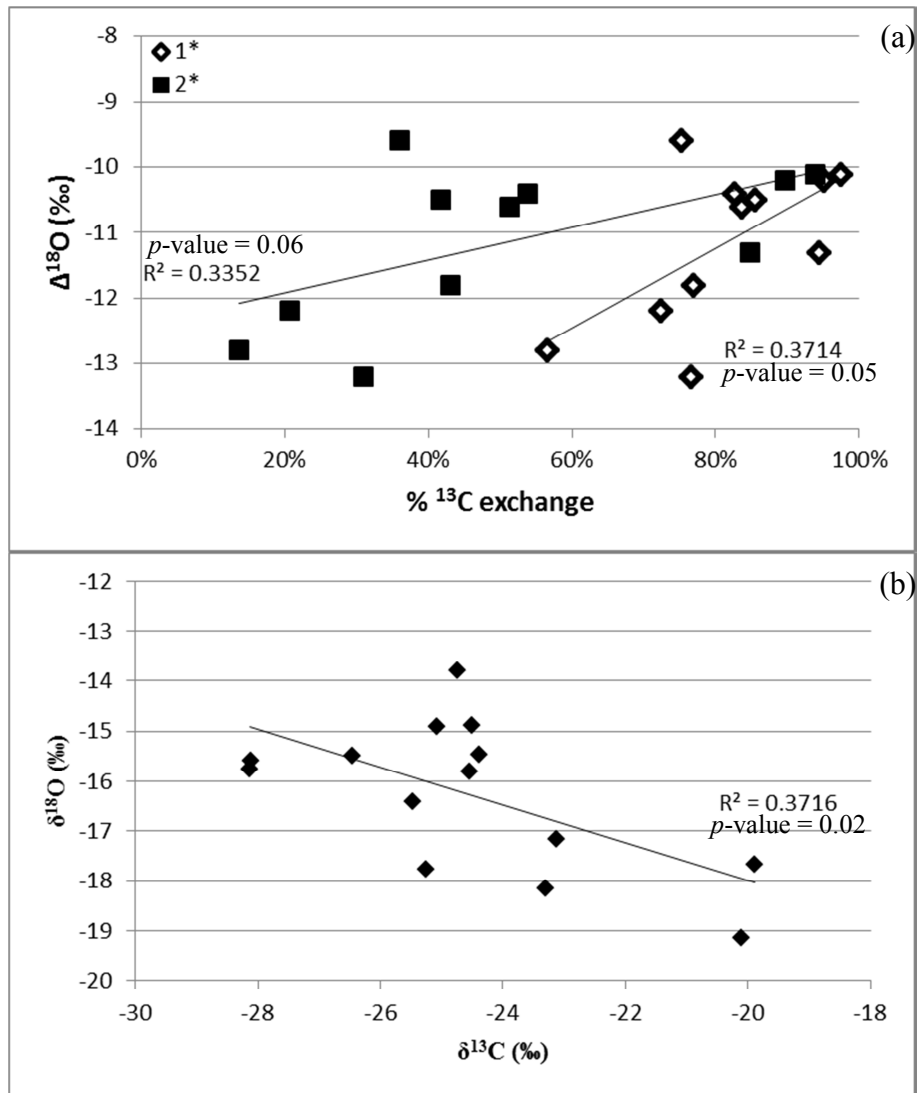 (a)
1*
2*
-8
-9
-10
-11
-12
-13
-14
Δ¹⁸O (‰)
p-value = 0.06
R² = 0.3352
R² = 0.3714
p-value = 0.05
0%
20%
40%
60%
80%
100%
% ¹³C exchange
(b)
-12
-13
-14
-15
-16
-17
-18
-19
-20
δ¹⁸O (‰)
R² = 0.3716
p-value = 0.02
-30
-28
-26
-24
-22
-20
-18
δ¹³C (‰)